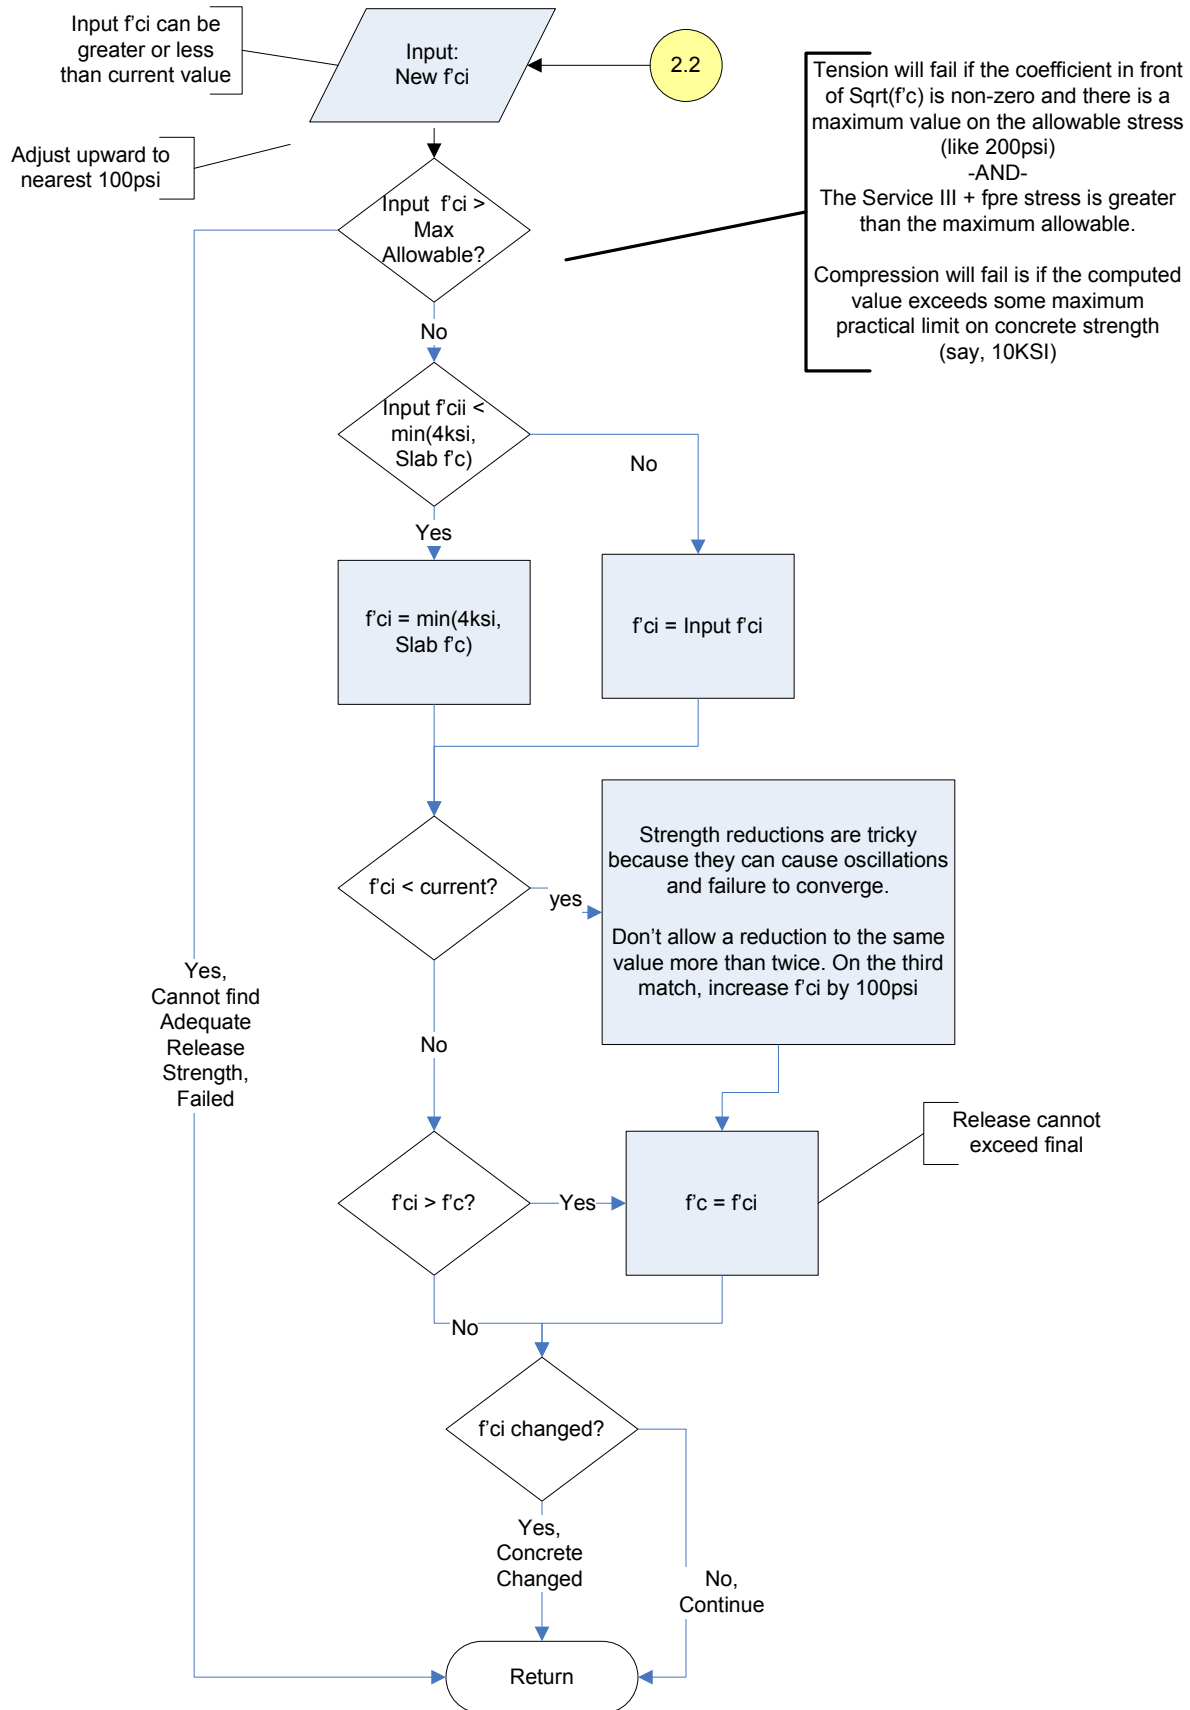 Input f'ci can be
greater or less
than current value
Input:
New f'ci
2.2
Tension will fail if the coefficient in front
of Sqrt(f'c) is non-zero and there is a
maximum value on the allowable stress
(like 200psi)
-AND-
The Service III + fpre stress is greater
than the maximum allowable.
Compression will fail is if the computed
value exceeds some maximum
practical limit on concrete strength
(say, 10KSI)
Adjust upward to
nearest 100psi
Input f'ci >
Max
Allowable?
No
Input f'cii <
min(4ksi,
Slab f'c)
No
Yes
f'ci = min(4ksi,
Slab f'c)
f'ci = Input f'ci
f'ci < current?
yes
Strength reductions are tricky
because they can cause oscillations
and failure to converge.
Don't allow a reduction to the same
value more than twice. On the third
match, increase f'ci by 100psi
Yes,
Cannot find
Adequate
Release
Strength,
Failed
No
Release cannot
exceed final
f'ci > f'c?
Yes
f'c = f'ci
No
f'ci changed?
Yes,
Concrete
Changed
No,
Continue
Return